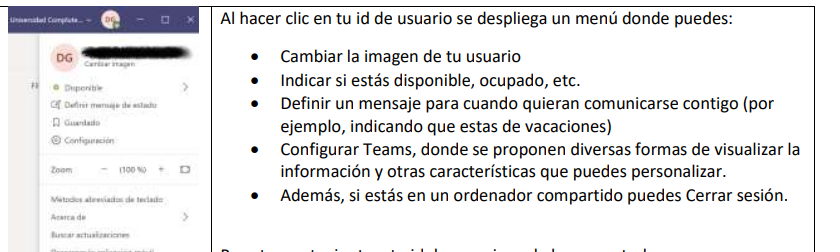 Universidad Complute...
DG
DG
Cambiar imagen
Disponible
Definir mensaje de estado
Guardado
Configuración
Zoom
(100 %)
Métodos abreviados de teclado
Acerca de
Buscar actualizaciones
Al hacer clic en tu id de usuario se despliega un menú donde puedes:
• Cambiar la imagen de tu usuario
• Indicar si estás disponible, ocupado, etc.
• Definir un mensaje para cuando quieran comunicarse contigo (por
ejemplo, indicando que estas de vacaciones)
• Configurar Teams, donde se proponen diversas formas de visualizar la
información y otras características que puedes personalizar.
• Además, si estás en un ordenador compartido puedes Cerrar sesión.